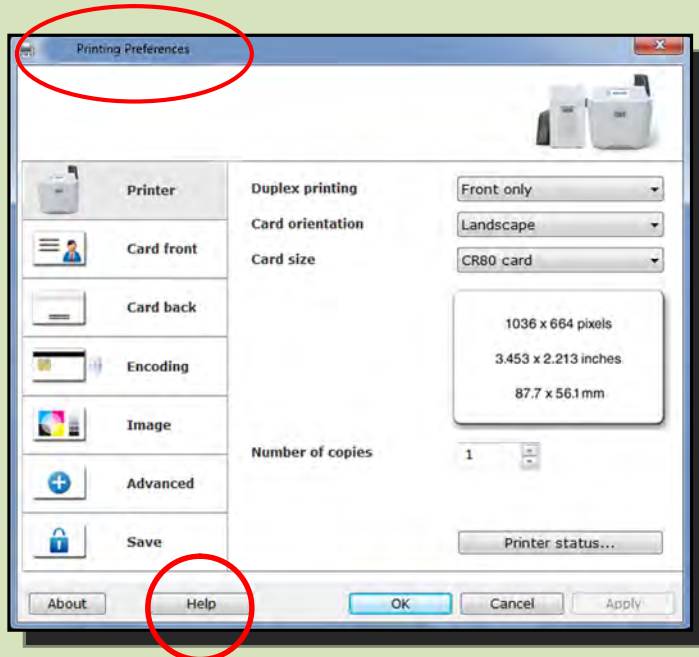 Printing Preferences
Printer
Card front
Card back
Encoding
Image
Advanced
Save
Duplex printing
Front only
Card orientation
Landscape
Card size
CR80 card
1036 x 664 pixels
3.453 x 2.213 inches
87.7 x 56.1 mm
Number of copies
1
Printer status...
About
Help
OK
Cancel
Apply